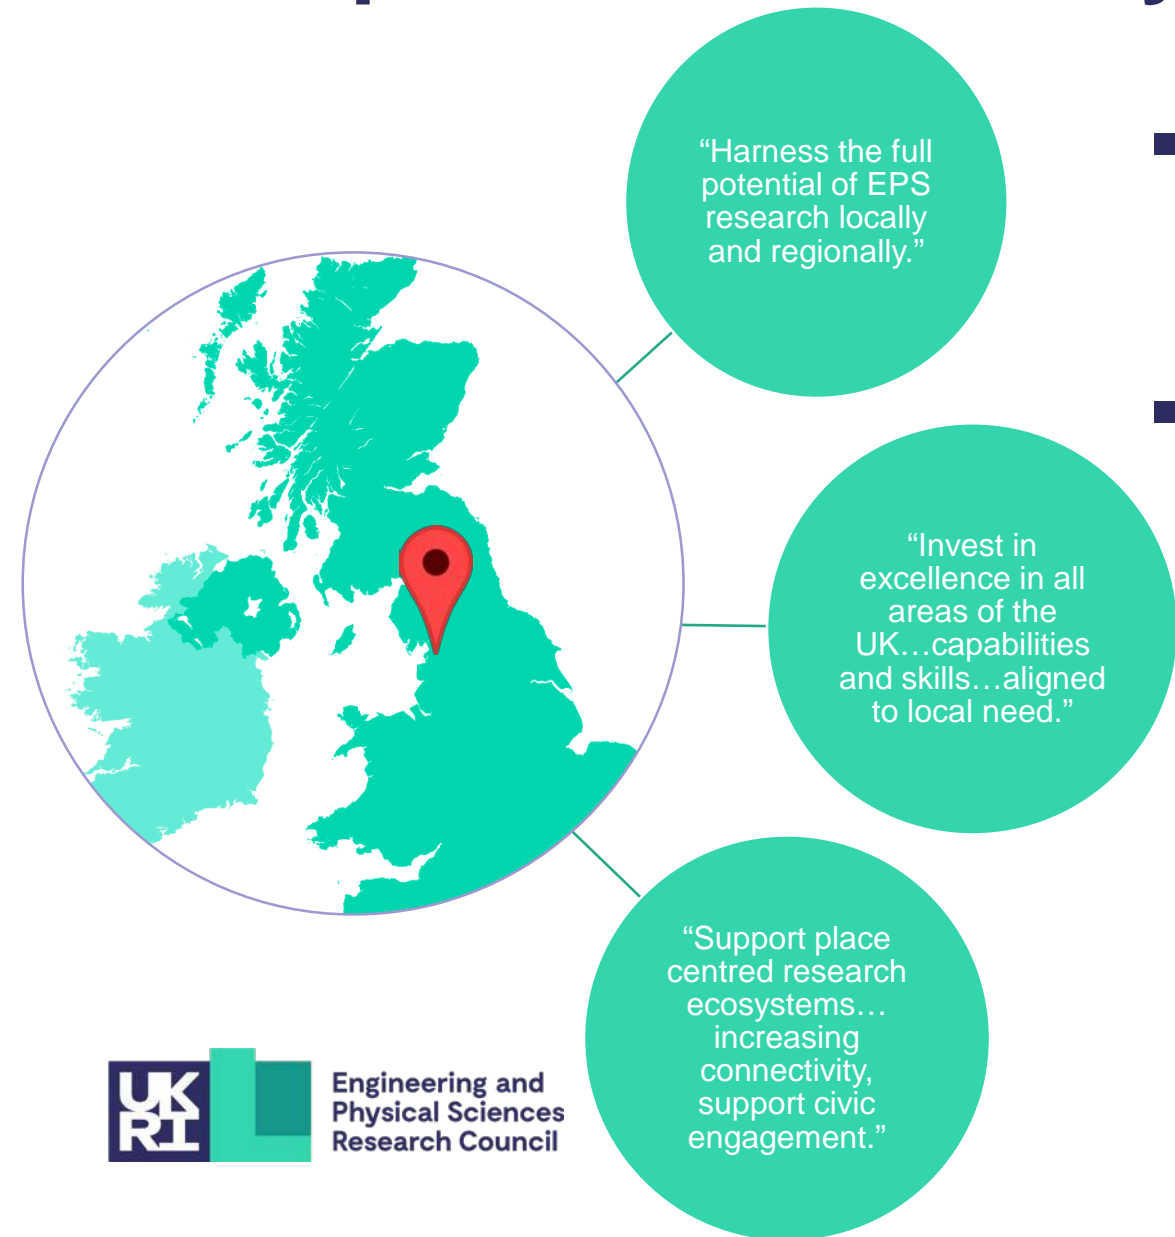 “Harness the full
potential of EPS
research locally
and regionally.”
“Invest in
excellence in all
areas of the
UK…capabilities
and skills…aligned
to local need.”
“Support place
centred research
ecosystems…
increasing
connectivity,
support civic
engagement.”
UK
RI
Engineering and
Physical Sciences
Research Council